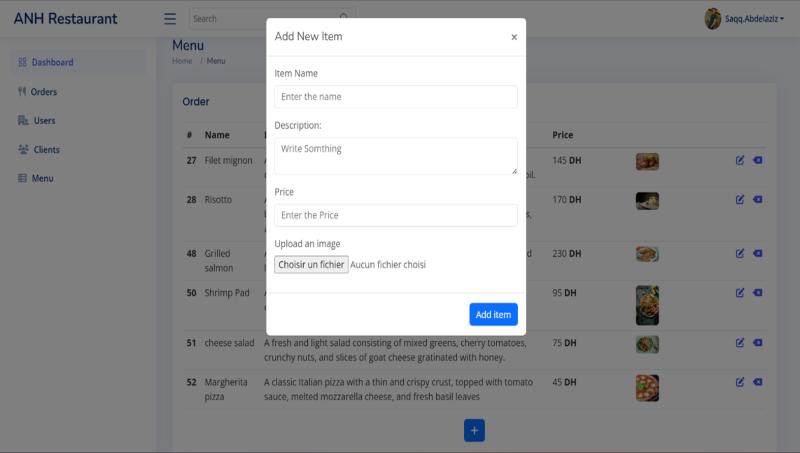 ANH Restaurant
Search
Saqq.Abdelaziz
Dashboard
Orders
Users
Clients
Menu
Menu
Home / Menu
Order
# Name Price
27 Filet mignon 145 DH
oil.
28 Risotto 170 DH
48 Grilled salmon 230 DH
50 Shrimp Pad 95 DH
51 cheese salad A fresh and light salad consisting of mixed greens, cherry tomatoes, 75 DH
crunchy nuts, and slices of goat cheese gratinated with honey.
52 Margherita A classic Italian pizza with a thin and crispy crust, topped with tomato 45 DH
pizza sauce, melted mozzarella cheese, and fresh basil leaves
+
Add New Item
×
Item Name
Enter the name
Description:
Write Somthing
Price
Enter the Price
Upload an image
Choisir un fichier Aucun fichier choisi
Add item